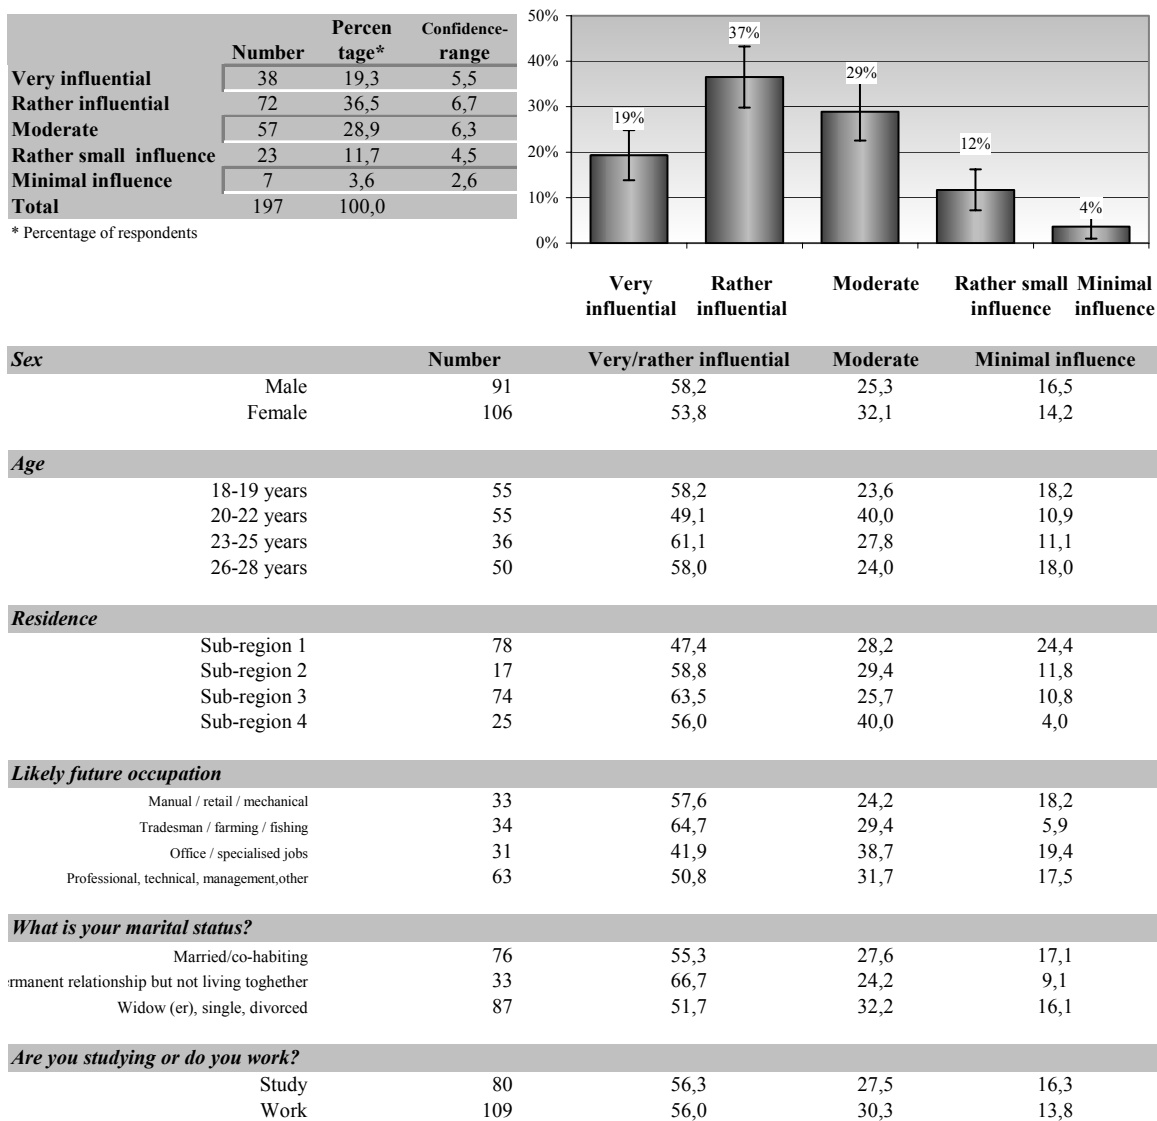 Number Percen tage* Confidence- range
Very influential 38 19,3 5,5
Rather influential 72 36,5 6,7
Moderate 57 28,9 6,3
Rather small influence 23 11,7 4,5
Minimal influence 7 3,6 2,6
Total 197 100,0
* Percentage of respondents
50%
40%
30%
20%
10%
0%
19%
37%
29%
12%
4%
Very influential
Rather influential
Moderate
Rather small influence
Minimal influence
Sex Number Very/rather influential Moderate Minimal influence
Male 91 58,2 25,3 16,5
Female 106 53,8 32,1 14,2
Age
18-19 years 55 58,2 23,6 18,2
20-22 years 55 49,1 40,0 10,9
23-25 years 36 61,1 27,8 11,1
26-28 years 50 58,0 24,0 18,0
Residence
Sub-region 1 78 47,4 28,2 24,4
Sub-region 2 17 58,8 29,4 11,8
Sub-region 3 74 63,5 25,7 10,8
Sub-region 4 25 56,0 40,0 4,0
Likely future occupation
Manual / retail / mechanical 33 57,6 24,2 18,2
Tradesman / farming / fishing 34 64,7 29,4 5,9
Office / specialised jobs 31 41,9 38,7 19,4
Professional, technical, management,other 63 50,8 31,7 17,5
What is your marital status?
Married/co-habiting 76 55,3 27,6 17,1
rmanent relationship but not living toghether 33 66,7 24,2 9,1
Widow (er), single, divorced 87 51,7 32,2 16,1
Are you studying or do you work?
Study 80 56,3 27,5 16,3
Work 109 56,0 30,3 13,8